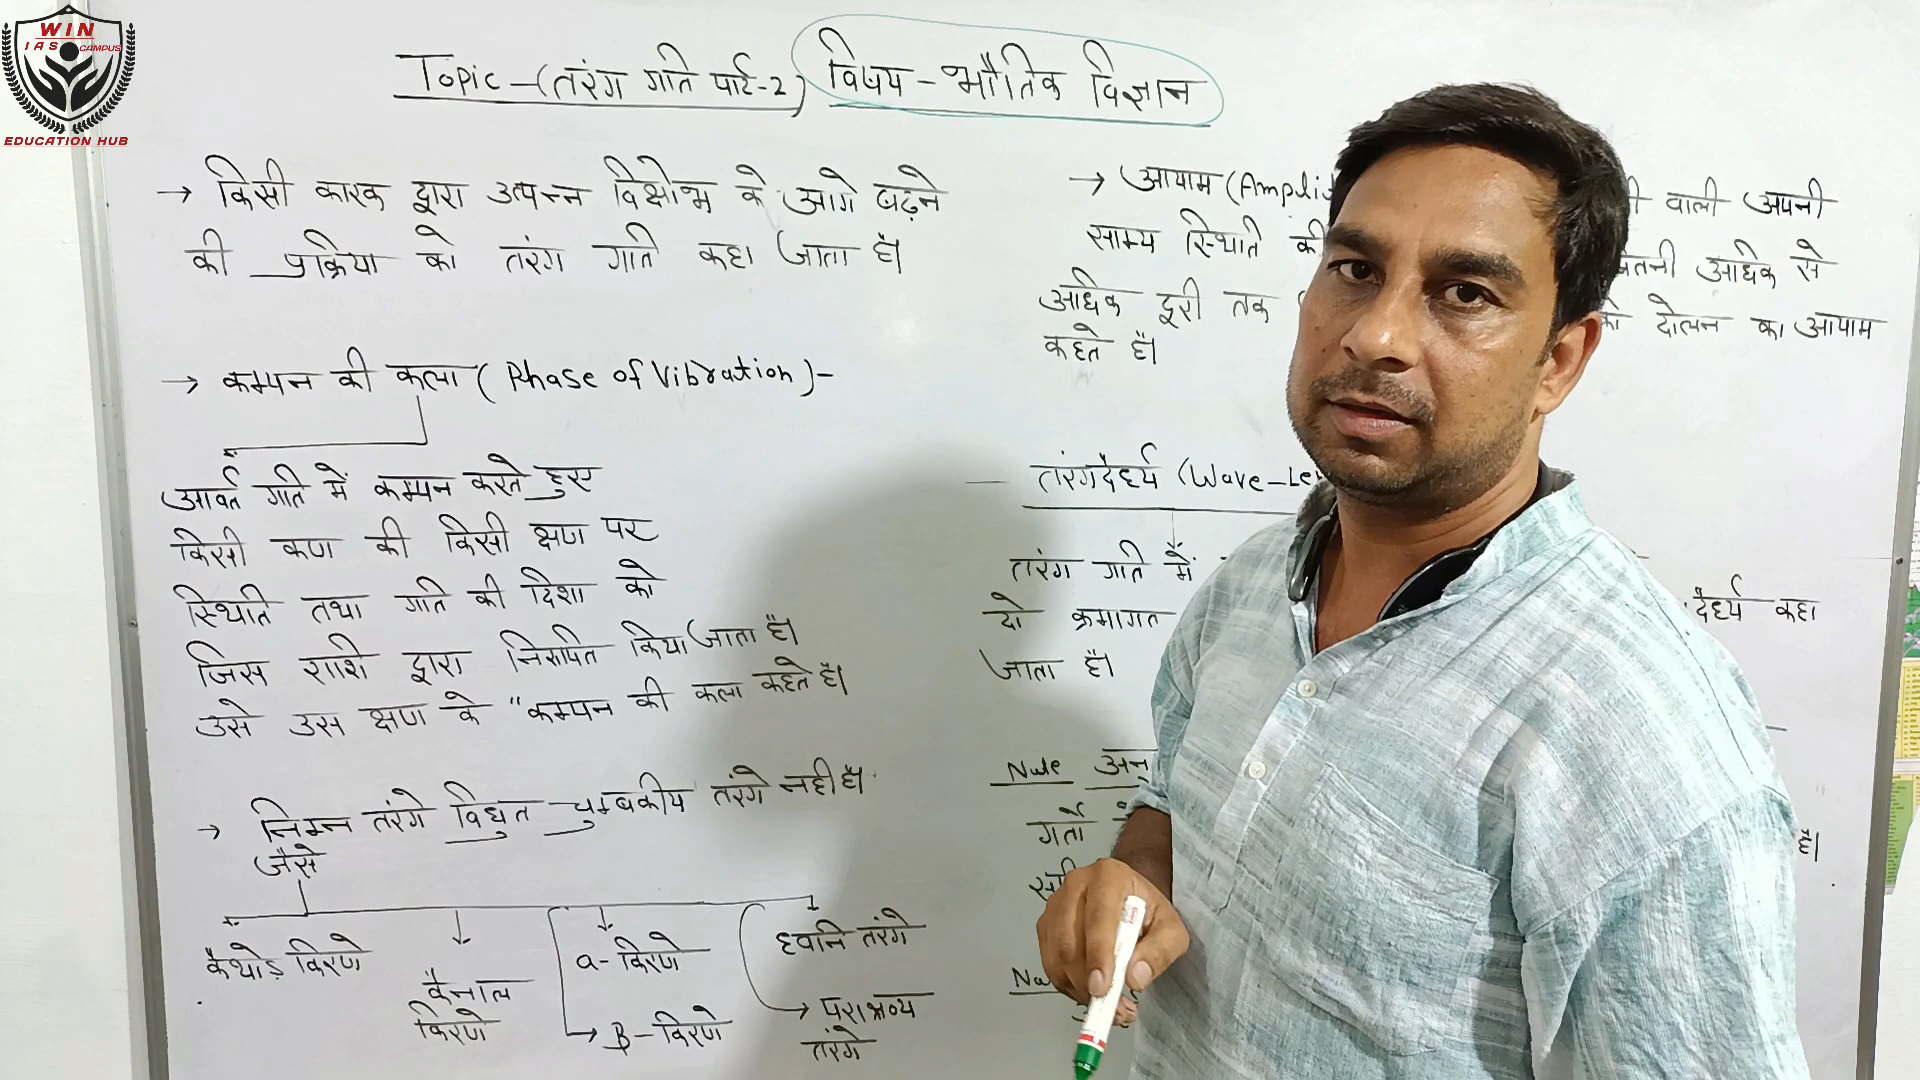 WIN
IAS CAMPUS
EDUCATION HUB
Topic - (तरंग गति पार्ट-2) विषय - भौतिक विज्ञान
→ किसी कारक द्वारा उत्पन्न विक्षोभ के आगे बढ़ने
की प्रक्रिया को तरंग गति कहा जाता है।
→ कम्पन की कला (Phase of Vibration) -
आवर्त गति में कम्पन करते हुए
किसी कण की किसी क्षण पर
स्थिति तथा गति की दिशा को
जिस राशि द्वारा निरूपित किया जाता है।
उसे उस क्षण के "कम्पन की कला कहते है।
→ निम्न तरंगे विद्युत चुम्बकीय तरंगे नही है।
जैसे
कैथोड़ किरणे
कैनाल
किरणे
a - किरणे
β - किरणे
ध्वनि तरंगे
→ पराश्रव्य
तरंगे
→ आयाम ( वाली अपनी
साम्य स्थिति की अधिक से
अधिक दूरी तक दोलन का आयाम
कहते है।
तरंगदैर्ध्य (Wave-
तरंग गति में
दो क्रमागत दैर्ध्य कहा
जाता है।
Note
है।